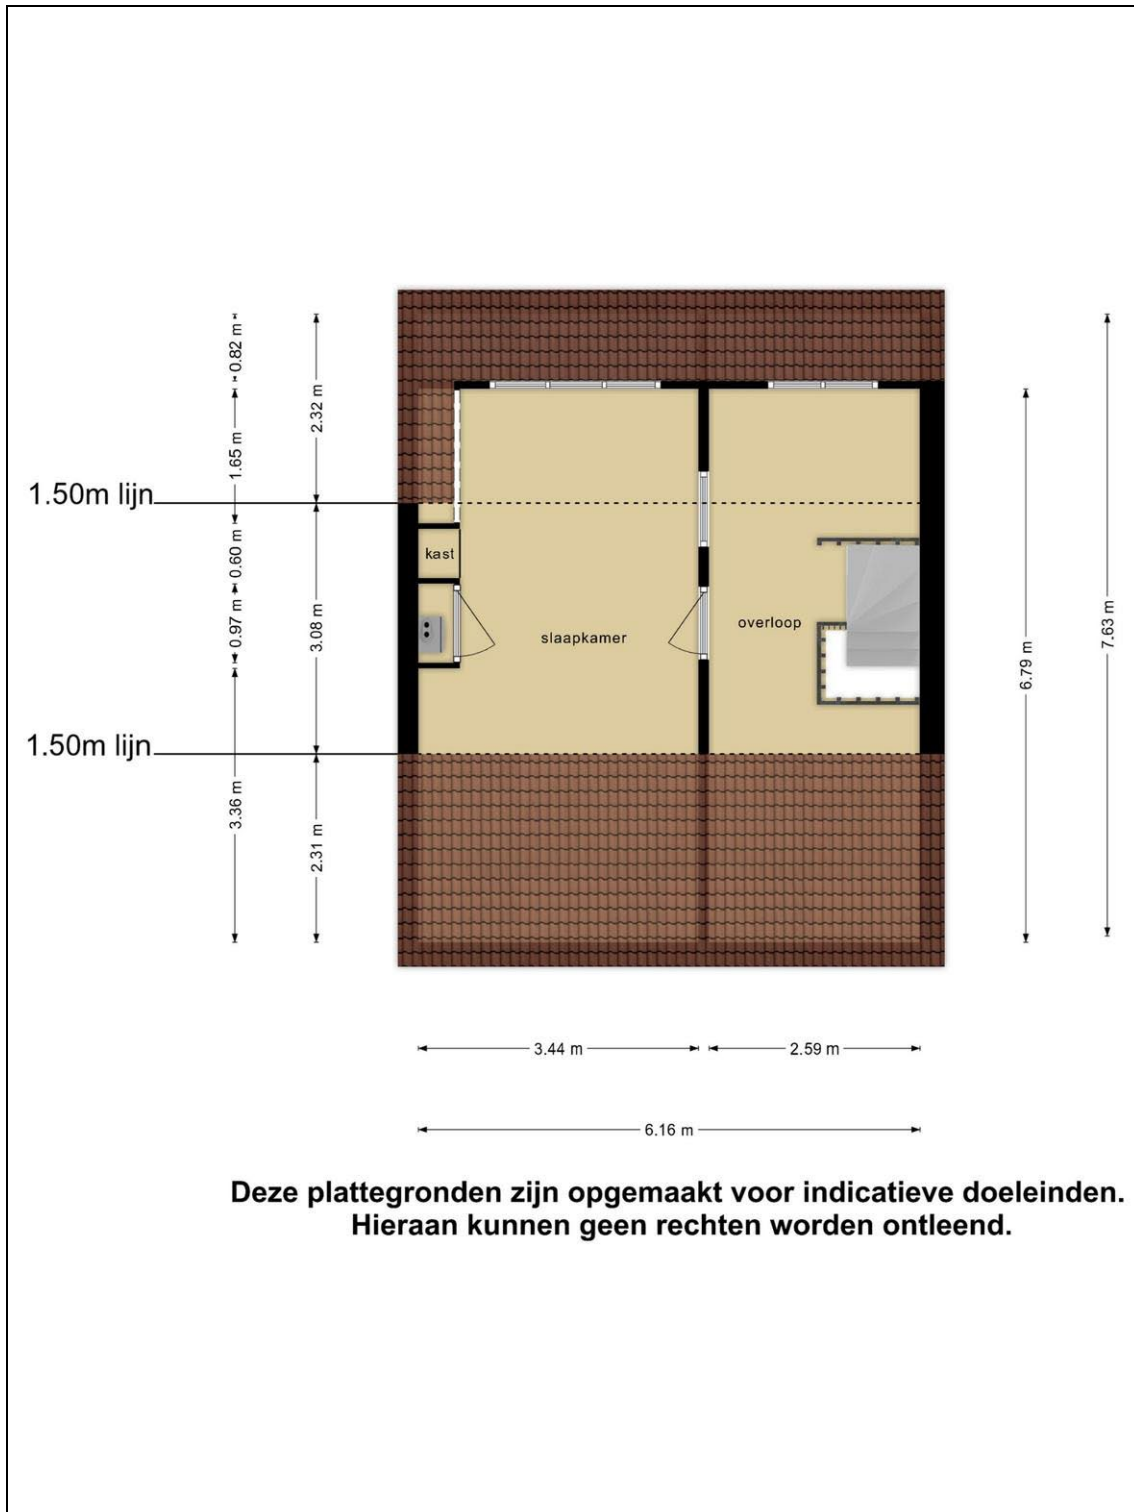 0.82 m
2.32 m
1.65 m
1.50m lijn
0.60 m
kast
0.97 m
3.08 m
slaapkamer
overloop
7.63 m
6.79 m
1.50m lijn
3.36 m
2.31 m
3.44 m
2.59 m
6.16 m
Deze plattegronden zijn opgemaakt voor indicatieve doeleinden.
Hieraan kunnen geen rechten worden ontleend.